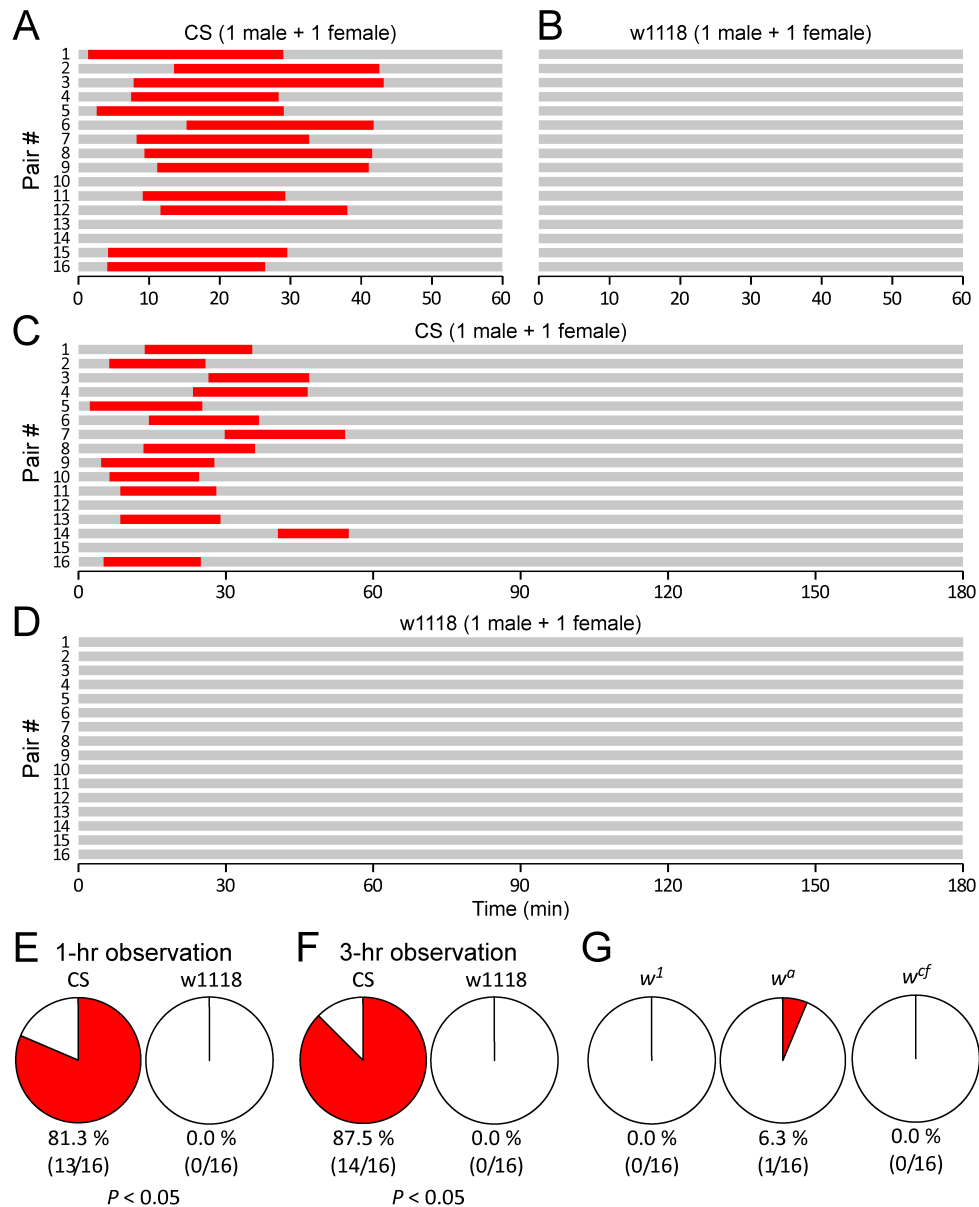 A
CS (1 male + 1 female)
Pair #
1
2
3
4
5
6
7
8
9
10
11
12
13
14
15
16
0 10 20 30 40 50 60
B
w1118 (1 male + 1 female)
0 10 20 30 40 50 60
C
CS (1 male + 1 female)
Pair #
1
2
3
4
5
6
7
8
9
10
11
12
13
14
15
16
0 30 60 90 120 150 180
D
w1118 (1 male + 1 female)
Pair #
1
2
3
4
5
6
7
8
9
10
11
12
13
14
15
16
0 30 60 90 120 150 180
Time (min)
E 1-hr observation
CS w1118
81.3 % 0.0 %
(13/16) (0/16)
P < 0.05
F 3-hr observation
CS w1118
87.5 % 0.0 %
(14/16) (0/16)
P < 0.05
G
w1 wa wcf
0.0 % 6.3 % 0.0 %
(0/16) (1/16) (0/16)